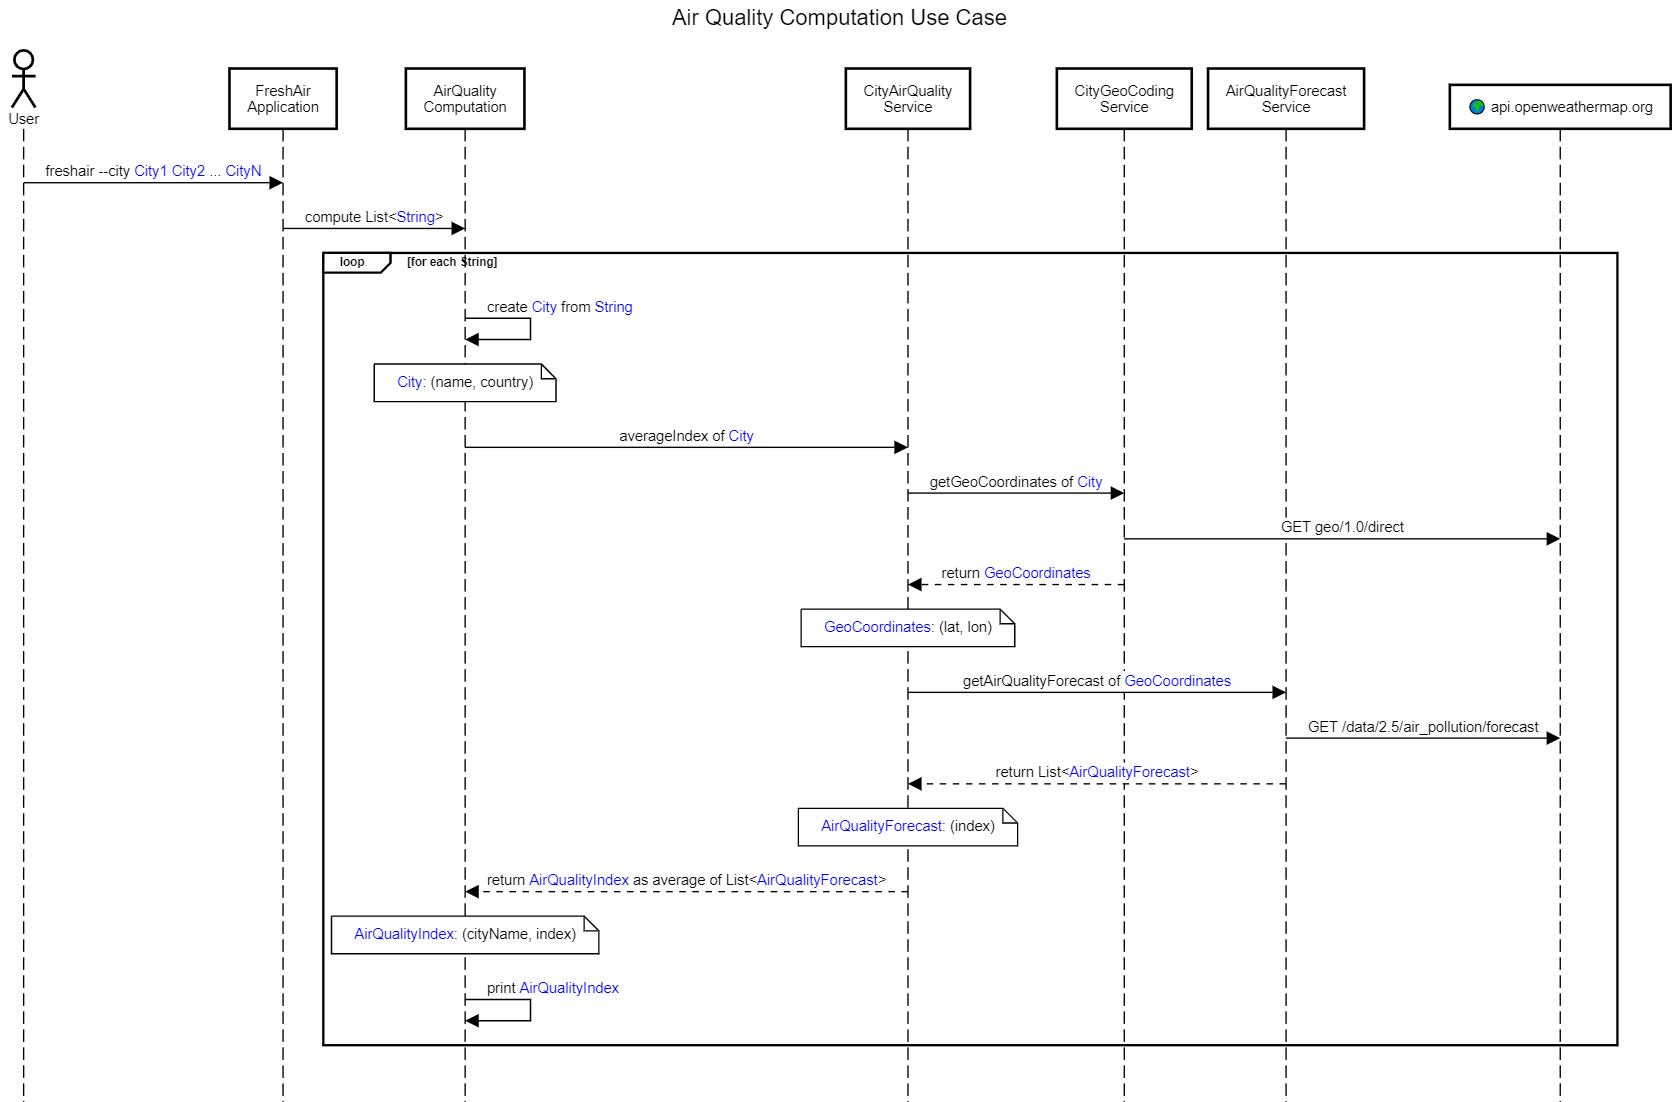 Air Quality Computation Use Case
User
FreshAir
Application
AirQuality
Computation
CityAirQuality
Service
CityGeoCoding
Service
AirQualityForecast
Service
api.openweathermap.org
freshair --city City1 City2 ... CityN
compute List<String>
loop
[for each String]
create City from String
City: (name, country)
averageIndex of City
getGeoCoordinates of City
GET geo/1.0/direct
return GeoCoordinates
GeoCoordinates: (lat, lon)
getAirQualityForecast of GeoCoordinates
GET /data/2.5/air_pollution/forecast
return List<AirQualityForecast>
AirQualityForecast: (index)
return AirQualityIndex as average of List<AirQualityForecast>
AirQualityIndex: (cityName, index)
print AirQualityIndex